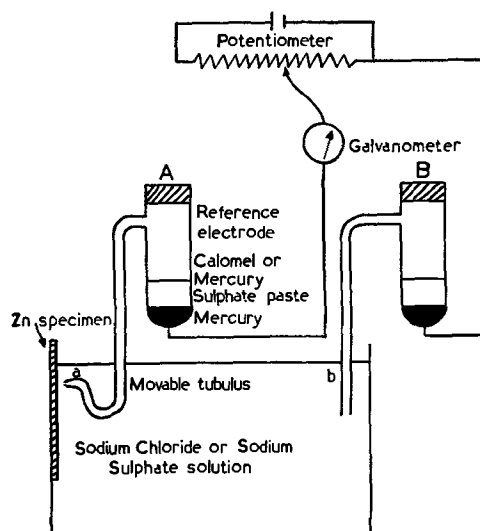 Potentiometer
Galvanometer
A
B
Reference
electrode
Calomel or
Mercury
Sulphate paste
Mercury
Zn specimen
a
b
Movable tubulus
Sodium Chloride or Sodium
Sulphate solution